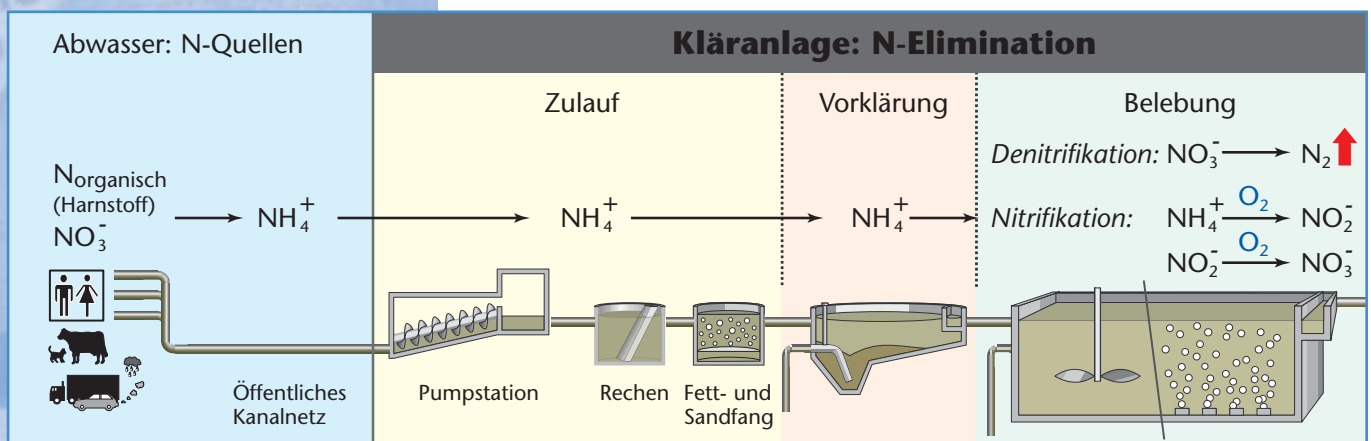 Abwasser: N-Quellen
Kläranlage: N-Elimination
Zulauf
Vorklärung
Belebung
Denitrifikation: NO₃⁻ → N₂
N organisch
(Harnstoff)
NO₃⁻
→ NH₄⁺ → NH₄⁺ → NH₄⁺ →
Nitrifikation: NH₄⁺ O₂ → NO₂⁻
NO₂⁻ O₂ → NO₃⁻
Öffentliches
Kanalnetz
Pumpstation
Rechen
Fett- und
Sandfang